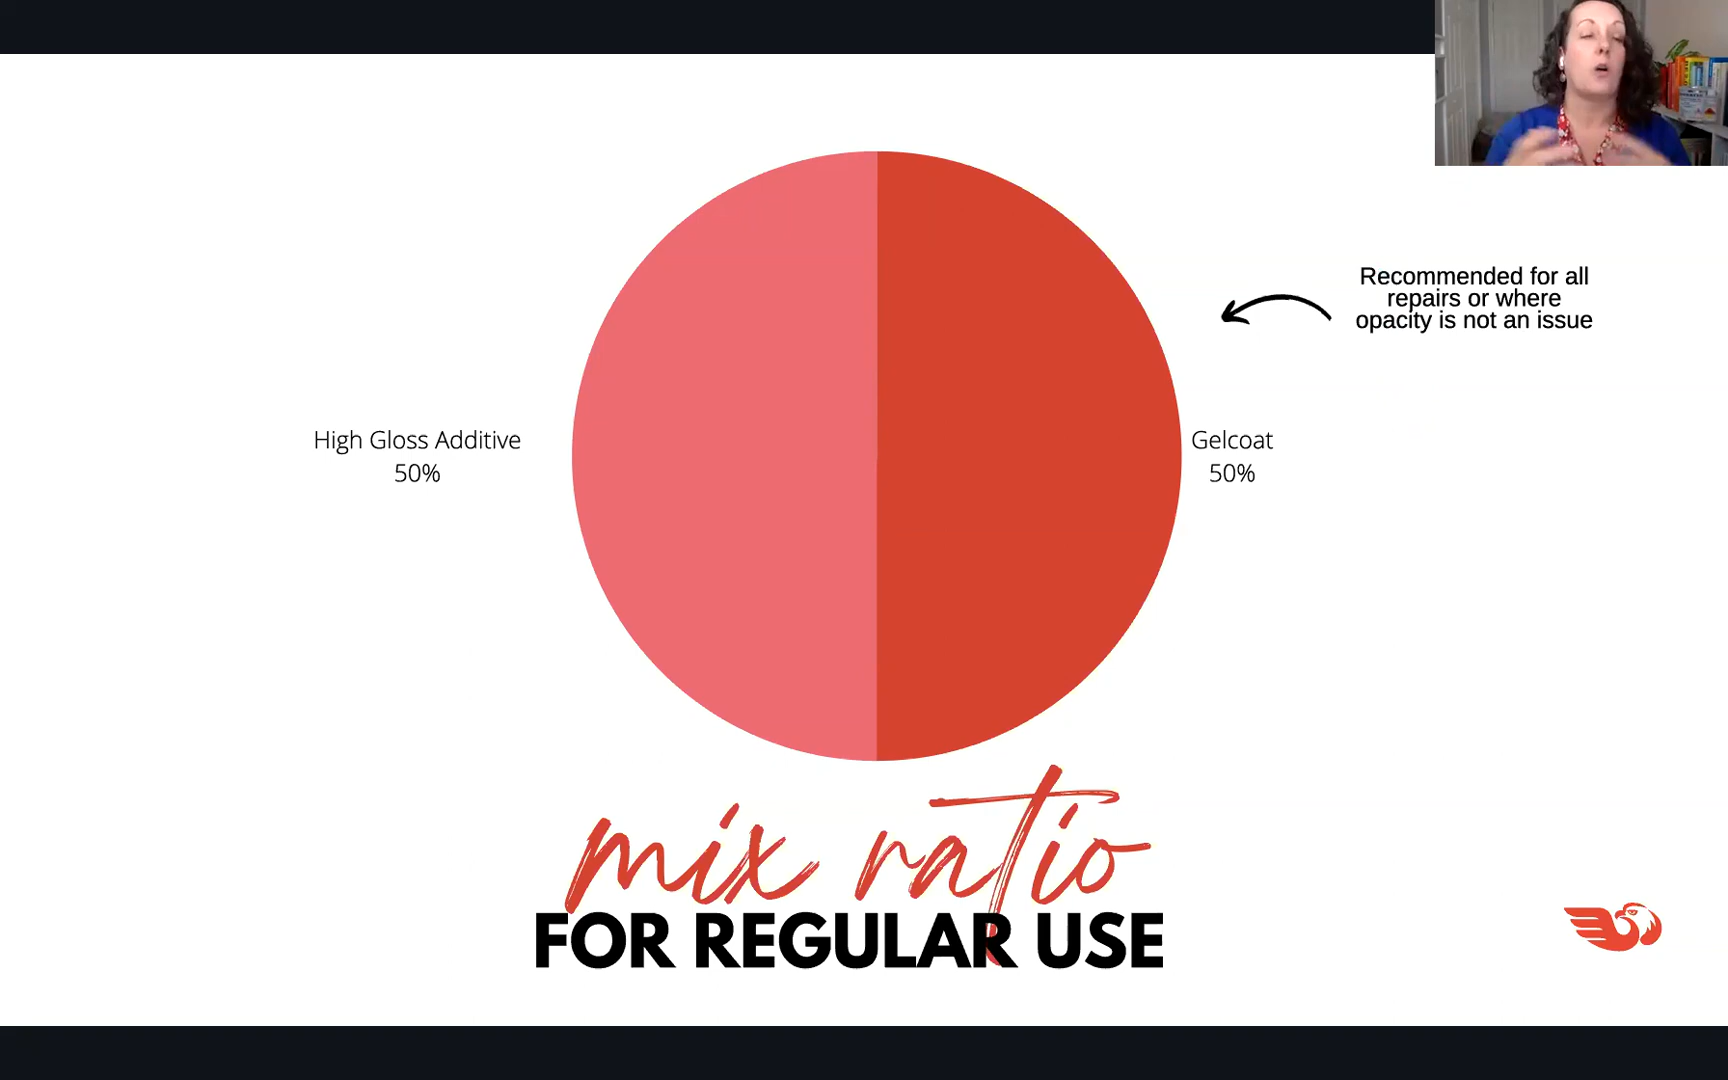 Recommended for all
repairs or where
opacity is not an issue
High Gloss Additive
50%
Gelcoat
50%
mix ratio
FOR REGULAR USE